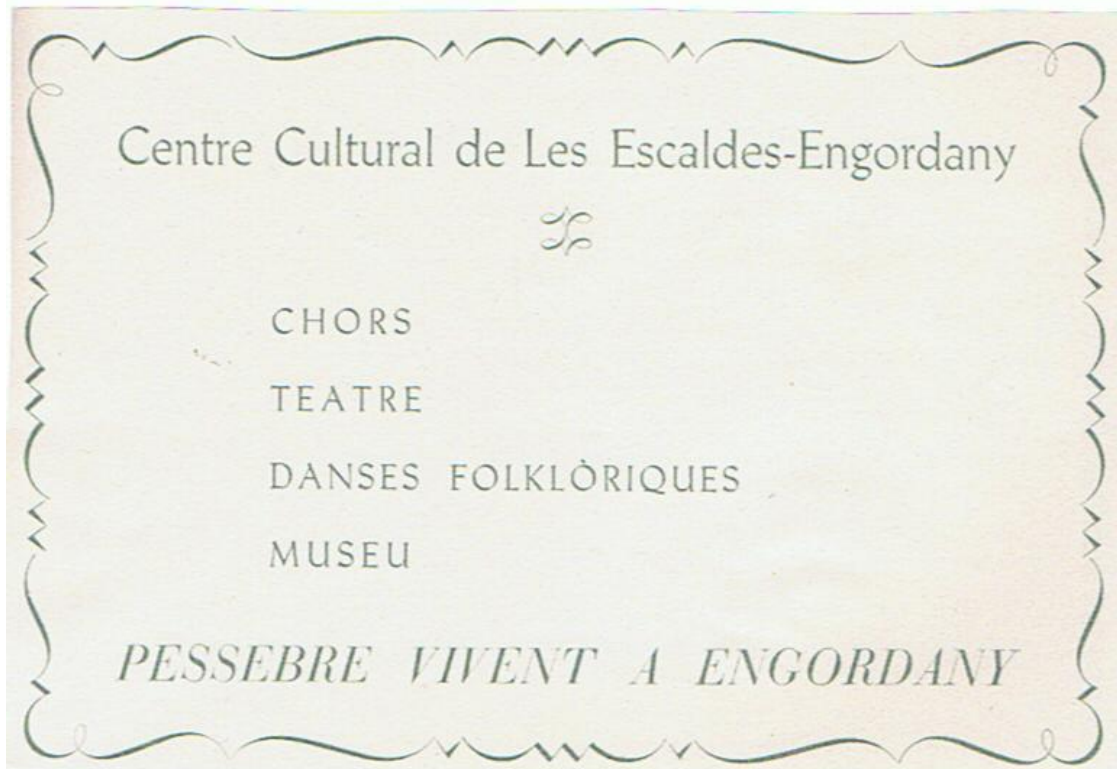 Centre Cultural de Les Escaldes-Engordany
CHORS
TEATRE
DANSES FOLKLÒRIQUES
MUSEU
PESSEBRE VIVENT A ENGORDANY